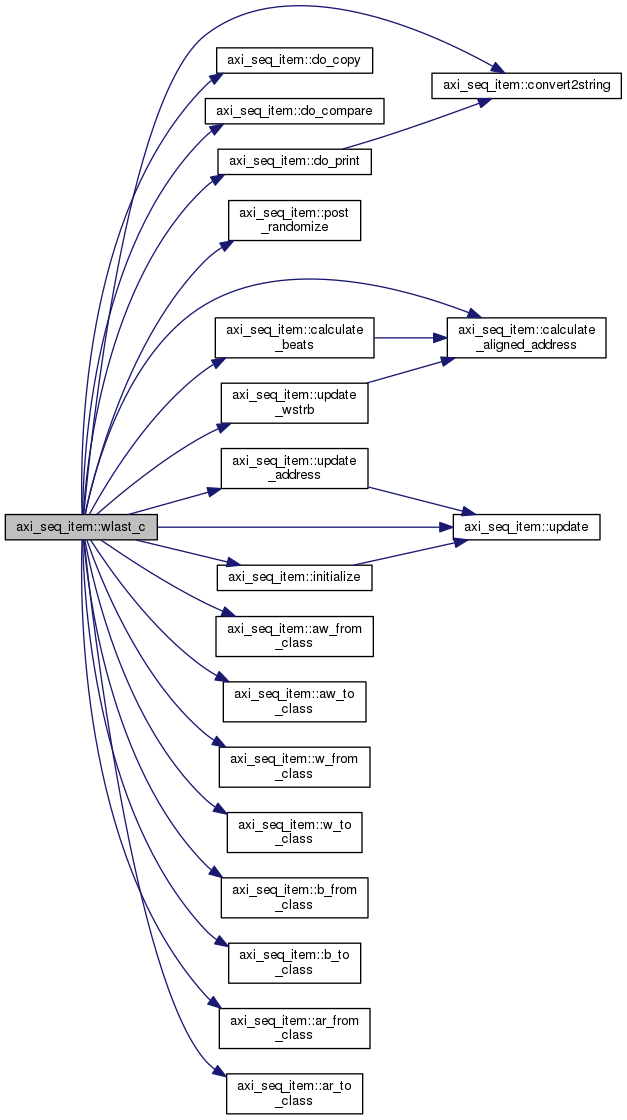 axi_seq_item::do_copy
axi_seq_item::convert2string
axi_seq_item::do_compare
axi_seq_item::do_print
axi_seq_item::post
_randomize
axi_seq_item::calculate
_beats
axi_seq_item::calculate
_aligned_address
axi_seq_item::update
_wstrb
axi_seq_item::update
_address
axi_seq_item::wlast_c
axi_seq_item::update
axi_seq_item::initialize
axi_seq_item::aw_from
_class
axi_seq_item::aw_to
_class
axi_seq_item::w_from
_class
axi_seq_item::w_to
_class
axi_seq_item::b_from
_class
axi_seq_item::b_to
_class
axi_seq_item::ar_from
_class
axi_seq_item::ar_to
_class